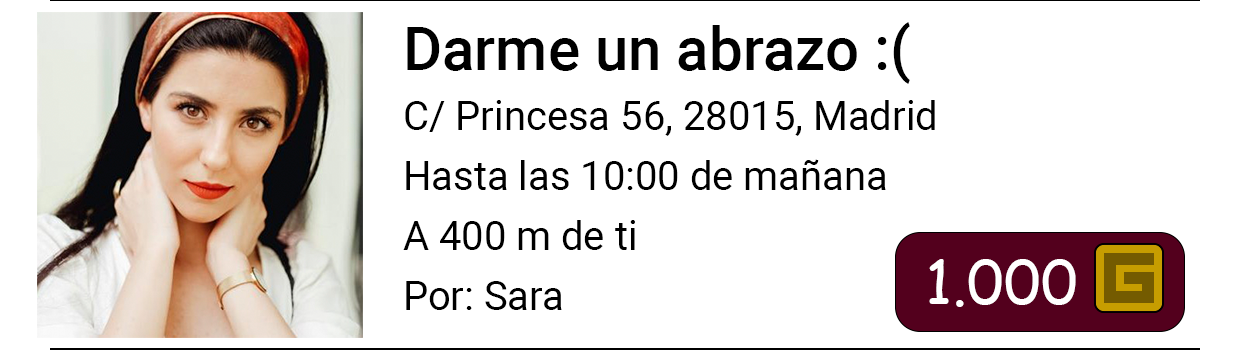 Darme un abrazo :(
C/ Princesa 56, 28015, Madrid
Hasta las 10:00 de mañana
A 400 m de ti
Por: Sara
1.000 G